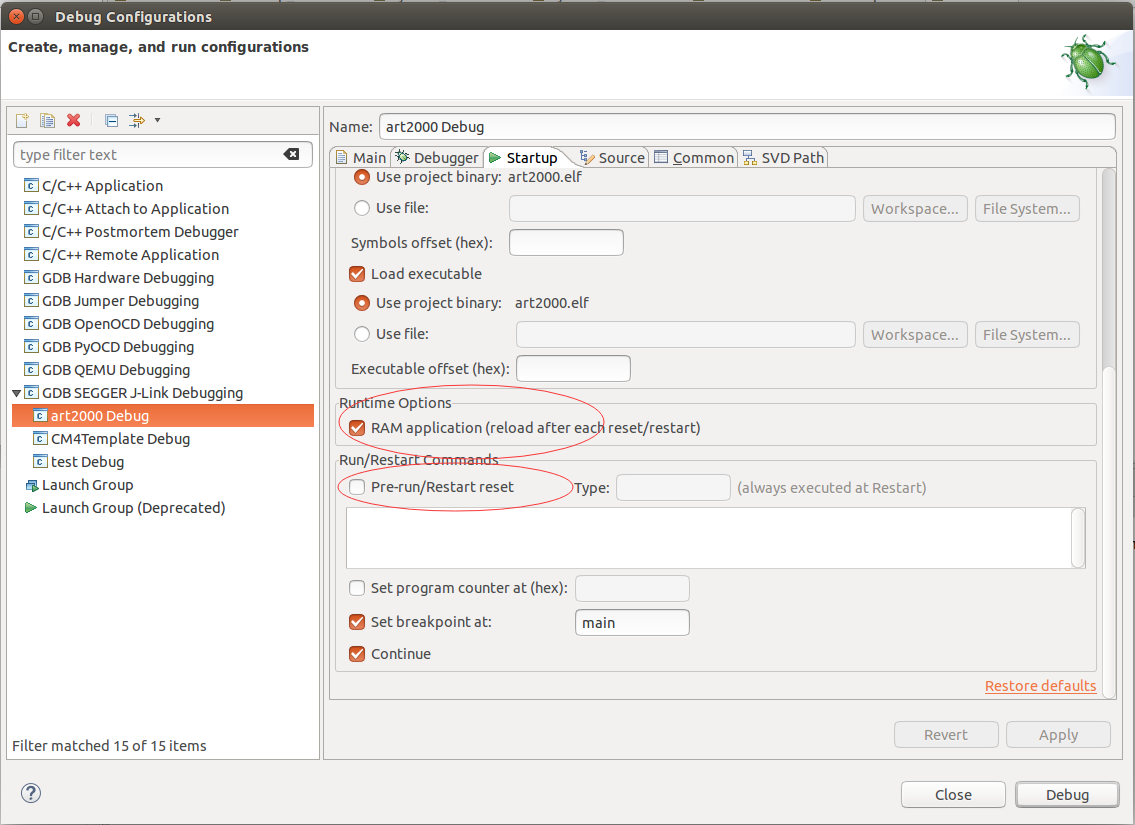 Debug Configurations
Create, manage, and run configurations
type filter text
C/C++ Application
C/C++ Attach to Application
C/C++ Postmortem Debugger
C/C++ Remote Application
GDB Hardware Debugging
GDB Jumper Debugging
GDB OpenOCD Debugging
GDB PyOCD Debugging
GDB QEMU Debugging
GDB SEGGER J-Link Debugging
art2000 Debug
CM4Template Debug
test Debug
Launch Group
Launch Group (Deprecated)
Filter matched 15 of 15 items
Name: art2000 Debug
Main Debugger Startup Source Common SVD Path
Use project binary: art2000.elf
Use file: Workspace... File System...
Symbols offset (hex):
Load executable
Use project binary: art2000.elf
Use file: Workspace... File System...
Executable offset (hex):
Runtime Options
RAM application (reload after each reset/restart)
Run/Restart Commands
Pre-run/Restart reset Type: (always executed at Restart)
Set program counter at (hex):
Set breakpoint at: main
Continue
Restore defaults
Revert Apply
? Close Debug